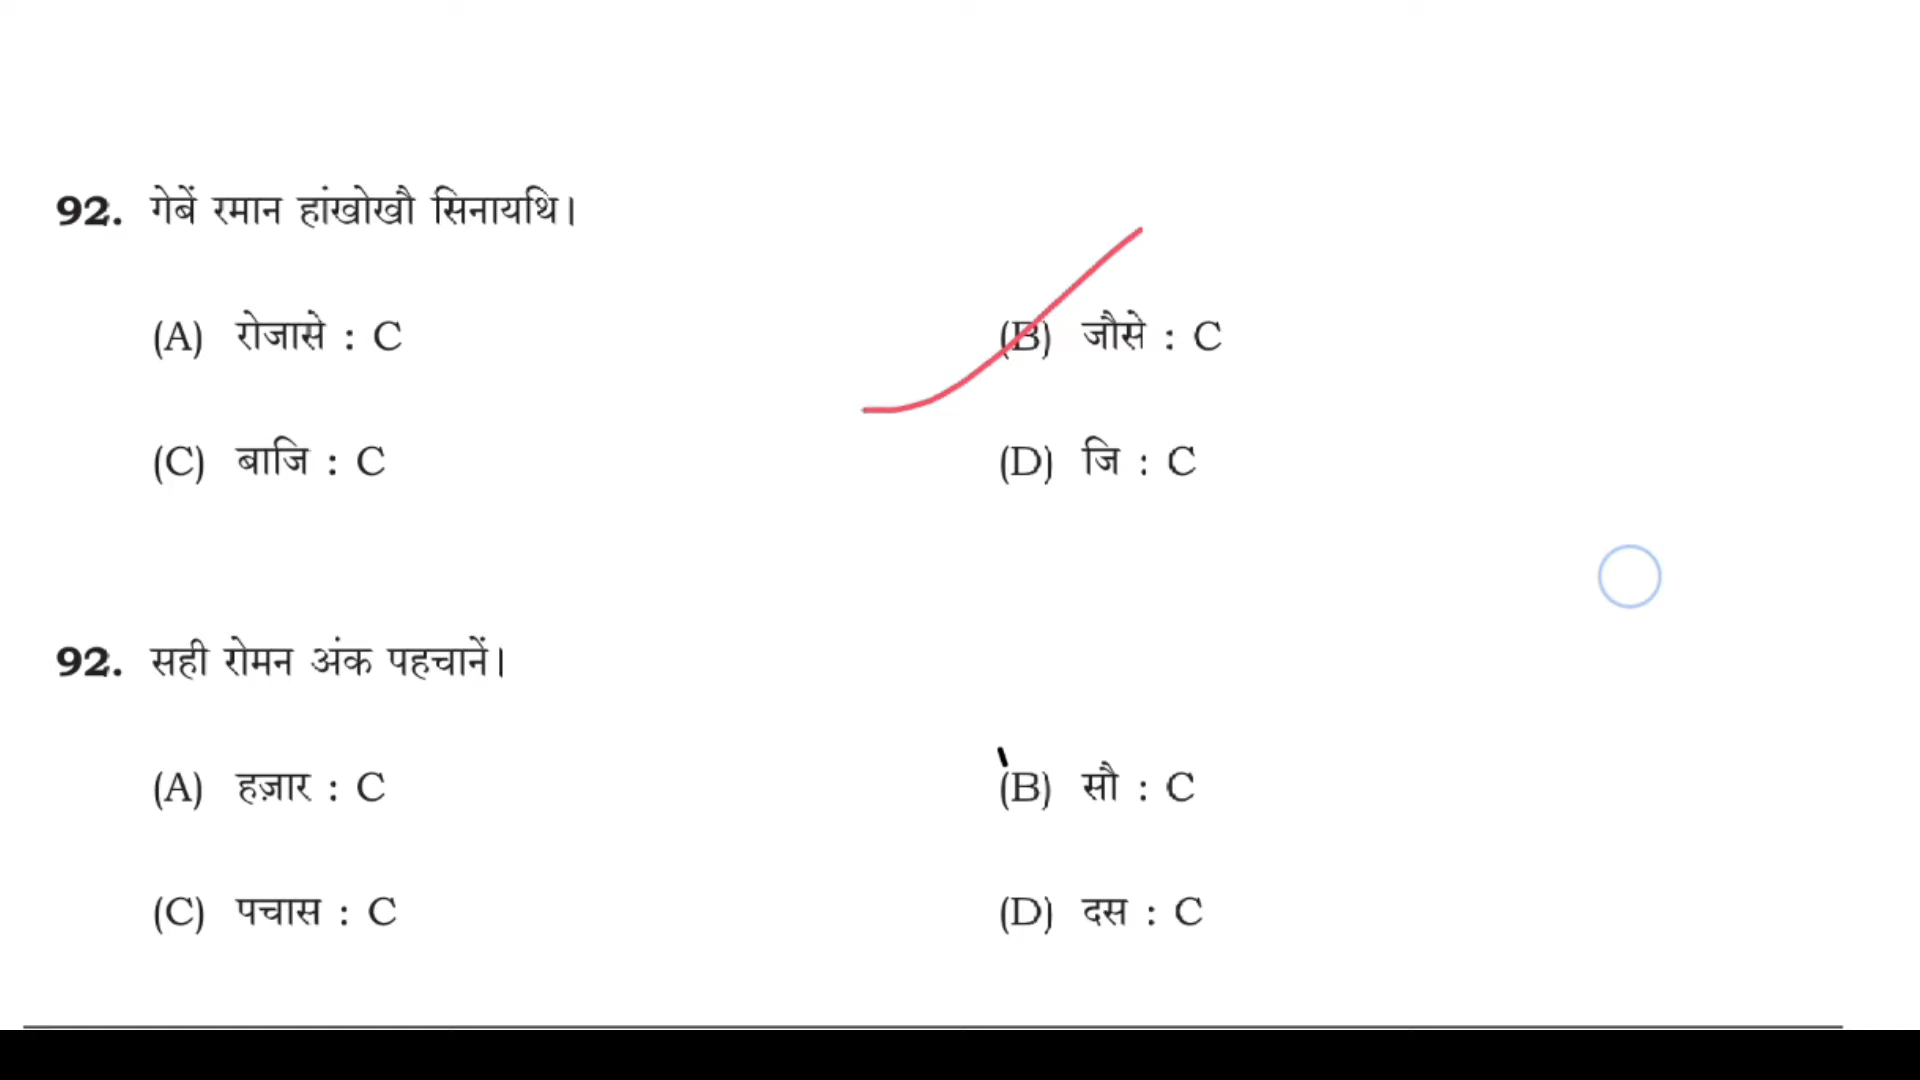 92. गेबें रमान हांखोखौ सिनायथि।
(A) रोजासे : C (B) जौसे : C
(C) बाजि : C (D) जि : C
92. सही रोमन अंक पहचानें।
(A) हज़ार : C (B) सौ : C
(C) पचास : C (D) दस : C